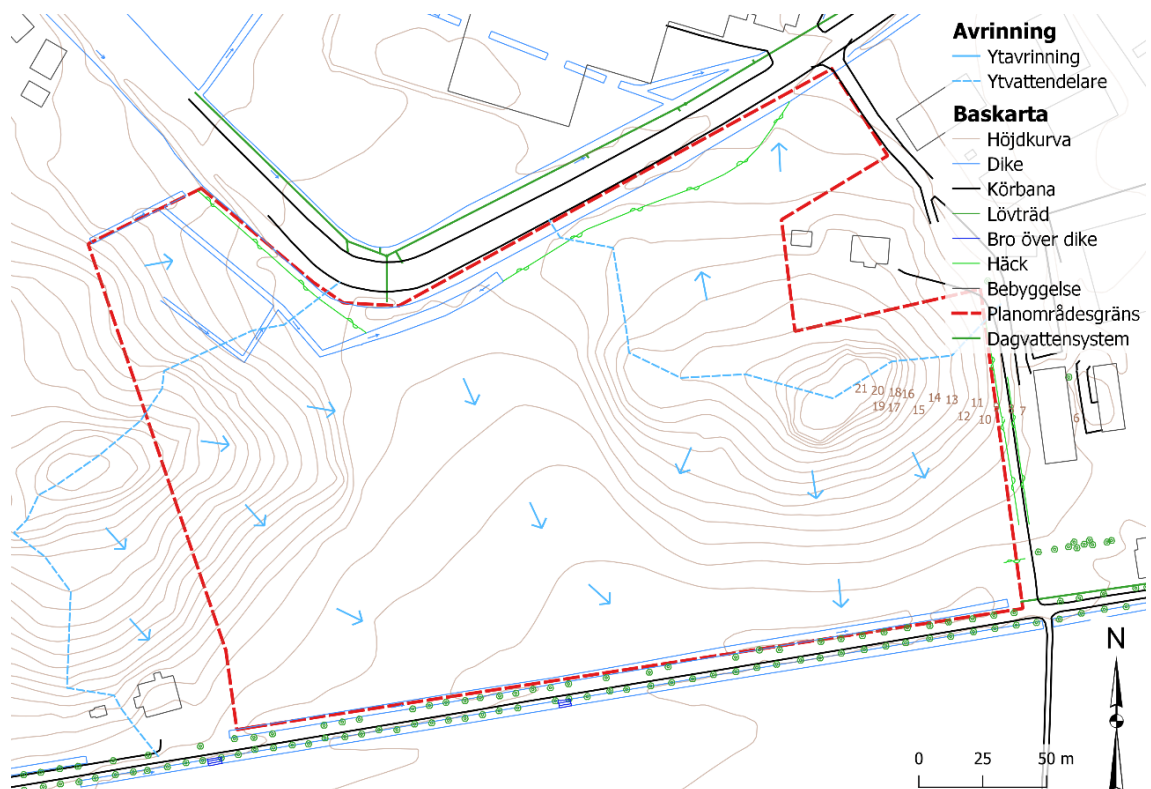 Avrinning
Ytavrinning
Ytvattendelare
Baskarta
Höjdkurva
Dike
Körbana
Lövträd
Bro över dike
Häck
Bebyggelse
Planområdesgräns
Dagvattensystem
21 20 18 16 14 13 11
19 17 15 12 10 7 6
N
0 25 50 m